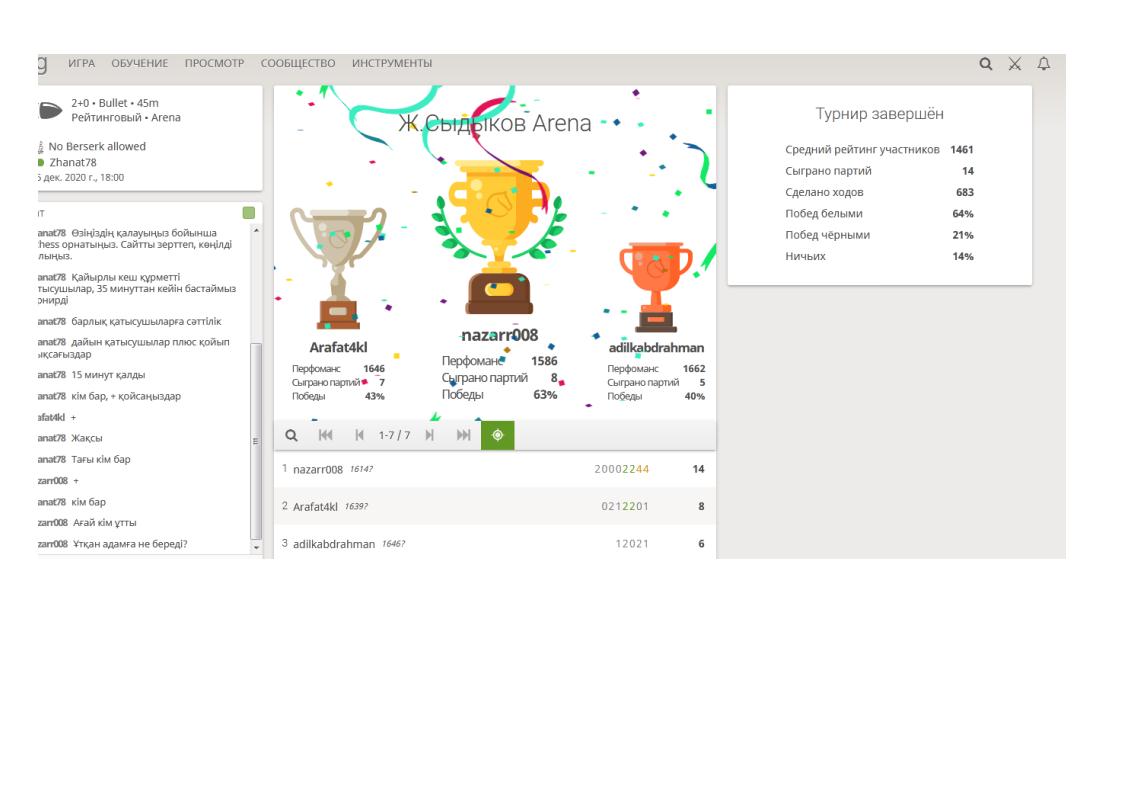 g ИГРА ОБУЧЕНИЕ ПРОСМОТР СООБЩЕСТВО ИНСТРУМЕНТЫ
2+0 • Bullet • 45m
Рейтинговый • Arena
No Berserk allowed
Zhanat78
дек. 2020 г., 18:00
anat78 Өзіңіздің қалауыңыз бойынша
hess орнатыңыз. Сайтты зерттеп, көңілді
лыңыз.
anat78 Қайырлы кеш құрметті
тысушылар, 35 минуттан кейін бастаймыз
онирді
anat78 барлық қатысушыларға сәттілік
anat78 дайын қатысушылар плюс қойып
ықсағыздар
anat78 15 минут қалды
anat78 кім бар, + қойсаңыздар
afat4kl +
anat78 Жақсы
anat78 Тағы кім бар
zarr008 +
anat78 кім бар
zarr008 Ағай кім ұтты
zarr008 Ұтқан адамға не береді?
Ж.Сыдыков Arena
Arafat4kl
Перфоманс 1646
Сыграно партий 7
Победы 43%
nazarr008
Перфоманс 1586
Сыграно партий 8
Победы 63%
adilkabdrahman
Перфоманс 1662
Сыграно партий 5
Победы 40%
1-7 / 7
1 nazarr008 1614? 20002244 14
2 Arafat4kl 1639? 0212201 8
3 adilkabdrahman 1646? 12021 6
Турнир завершён
Средний рейтинг участников 1461
Сыграно партий 14
Сделано ходов 683
Побед белыми 64%
Побед чёрными 21%
Ничьих 14%